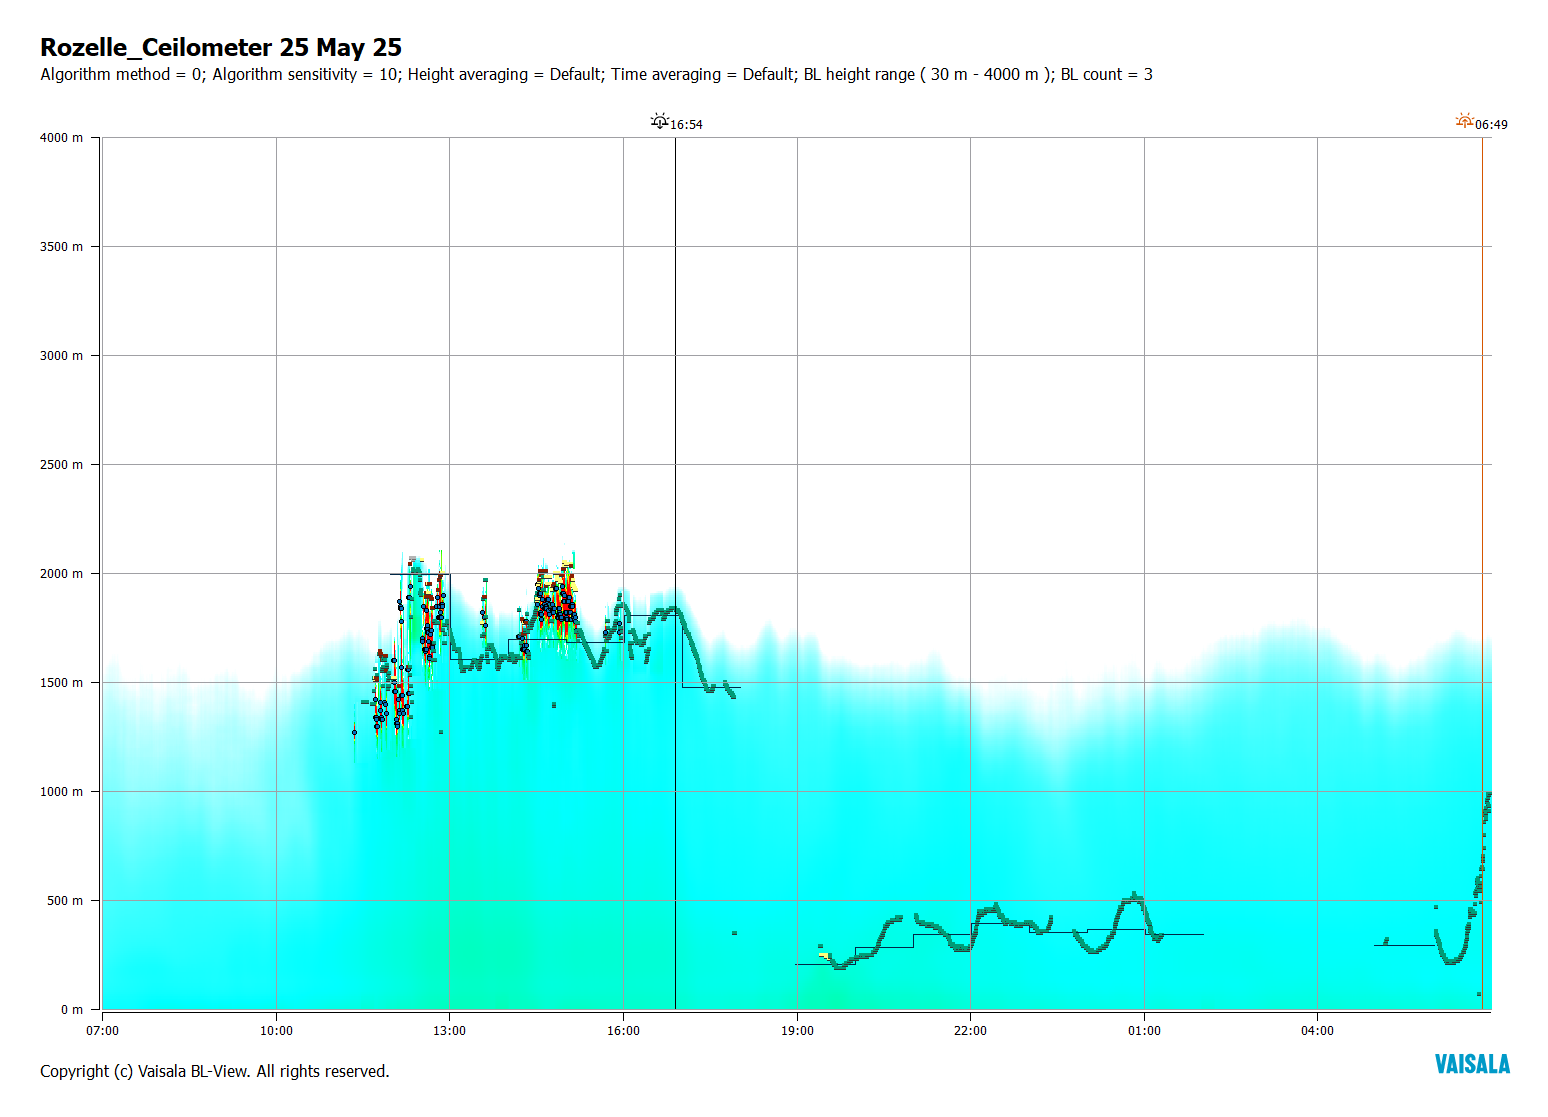 Rozelle_Ceilometer 25 May 25
Algorithm method = 0; Algorithm sensitivity = 10; Height averaging = Default; Time averaging = Default; BL height range ( 30 m - 4000 m ); BL count = 3
16:54 06:49
4000 m
3500 m
3000 m
2500 m
2000 m
1500 m
1000 m
500 m
0 m
07:00 10:00 13:00 16:00 19:00 22:00 01:00 04:00
Copyright (c) Vaisala BL-View. All rights reserved.
VAISALA